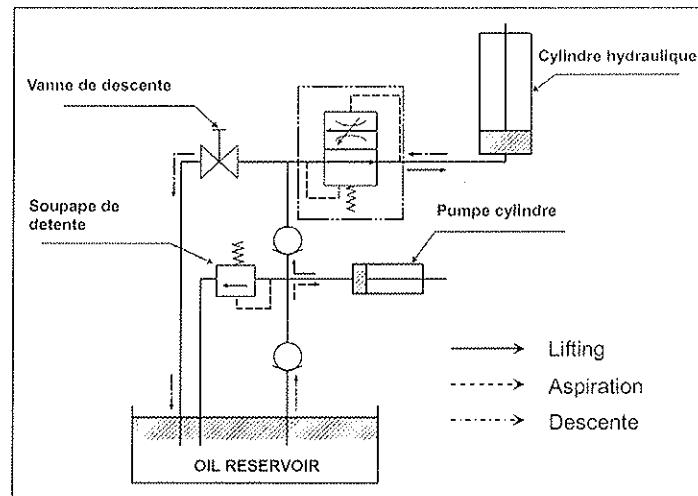 Cylindre hydraulique
Vanne de descente
Soupape de
detente
Pumpe cylindre
Lifting
Aspiration
Descente
OIL RESERVOIR